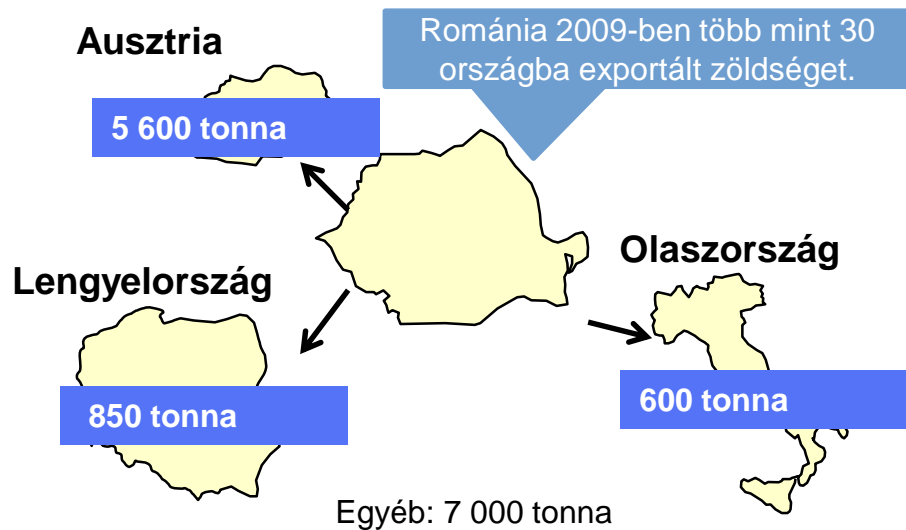 Ausztria
Románia 2009-ben több mint 30
országba exportált zöldséget.
5 600 tonna
Olaszország
Lengyelország
850 tonna
600 tonna
Egyéb: 7 000 tonna